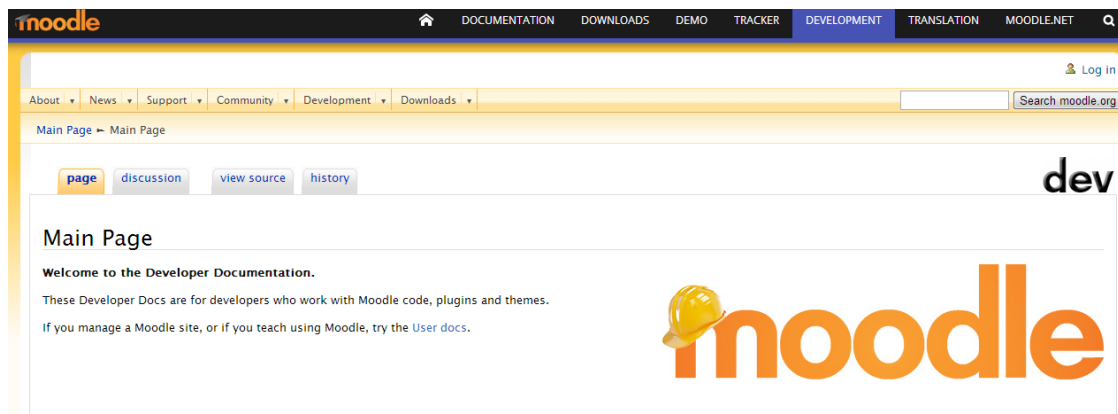 moodle
DOCUMENTATION DOWNLOADS DEMO TRACKER DEVELOPMENT TRANSLATION MOODLE.NET
Log in
About News Support Community Development Downloads
Search moodle.org
Main Page ► Main Page
page discussion view source history
dev
Main Page
Welcome to the Developer Documentation.
These Developer Docs are for developers who work with Moodle code, plugins and themes.
If you manage a Moodle site, or if you teach using Moodle, try the User docs.
moodle